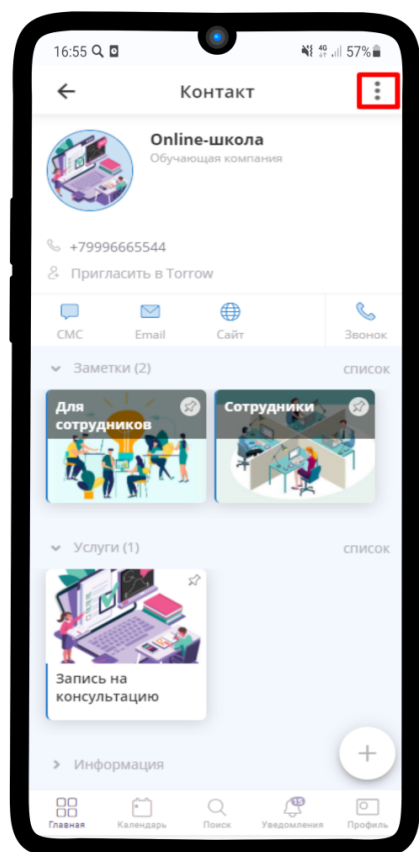 16:55
4G
57%
Контакт
Online-школа
Обучающая компания
+79996665544
Пригласить в Torrow
СМС
Email
Сайт
Звонок
Заметки (2)
список
Для
сотрудников
Сотрудники
Услуги (1)
список
Запись на
консультацию
Информация
+
15
Главная
Календарь
Поиск
Уведомления
Профиль